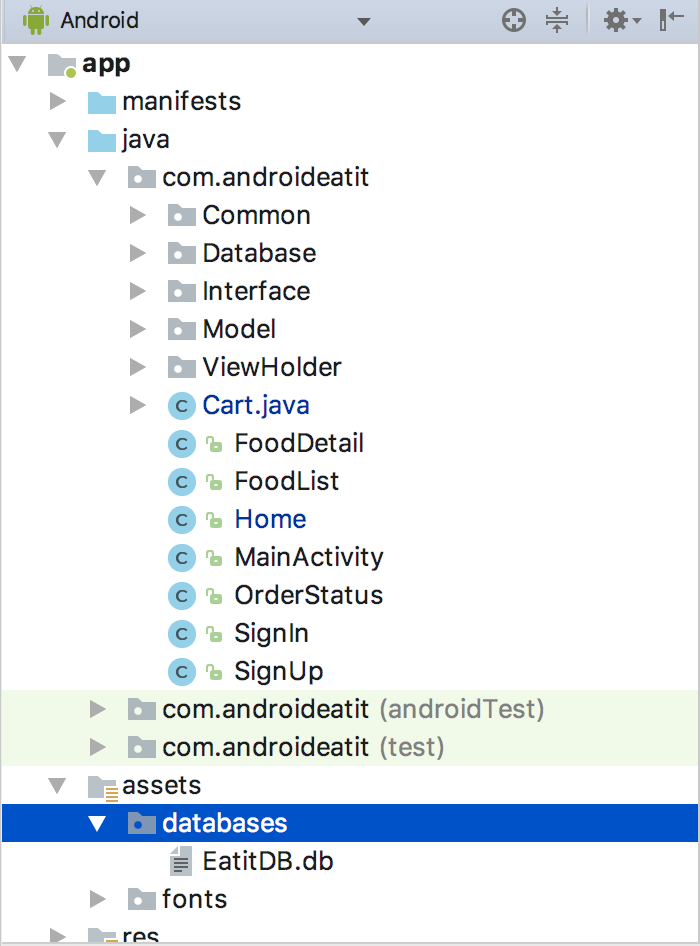 Android
app
manifests
java
com.androideatit
Common
Database
Interface
Model
ViewHolder
C Cart.java
C FoodDetail
C FoodList
C Home
C MainActivity
C OrderStatus
C SignIn
C SignUp
com.androideatit (androidTest)
com.androideatit (test)
assets
databases
EatitDB.db
fonts
res